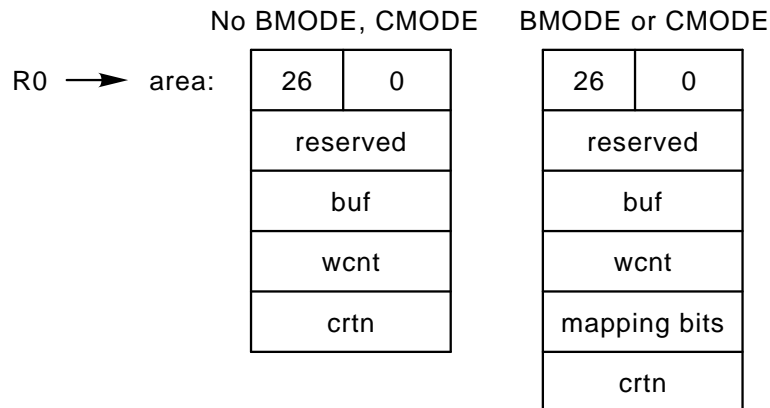 No BMODE, CMODE BMODE or CMODE
R0 area: 26 0 26 0
reserved reserved
buf buf
wcnt wcnt
crtn mapping bits
crtn